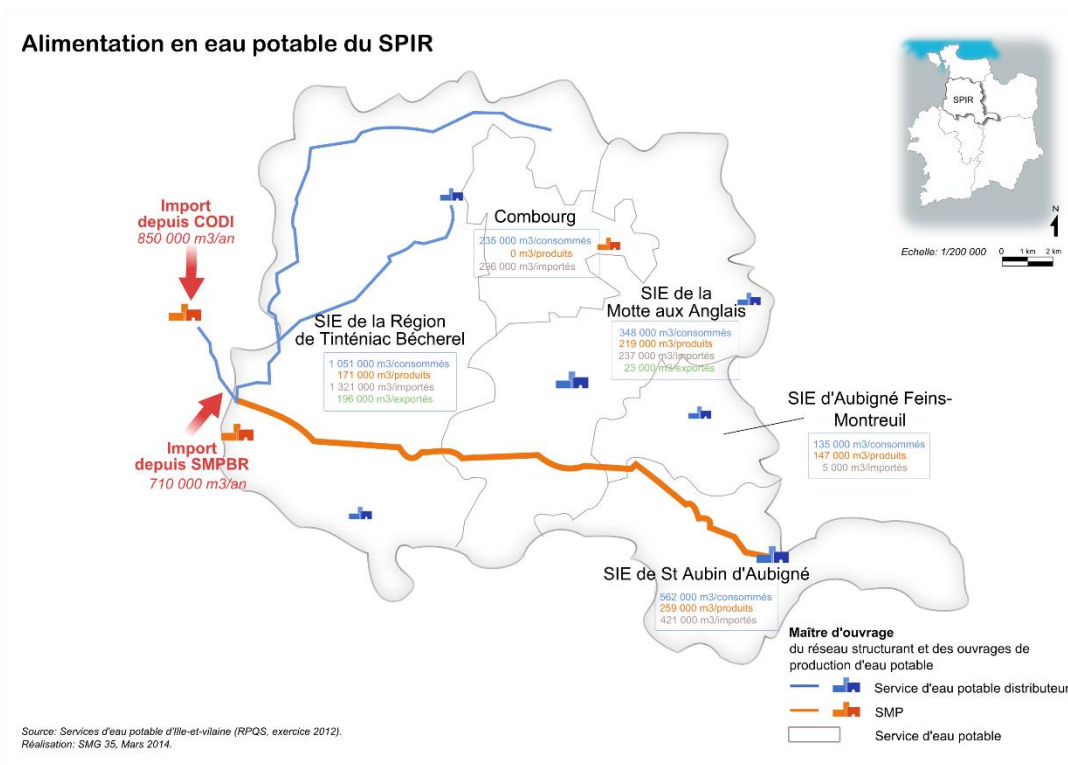 Alimentation en eau potable du SPIR
SPIR
N
Echelle: 1/200 000
0 1 km 2 km
Import
depuis CODI
850 000 m3/an
Combourg
235 000 m3/consommés
0 m3/produits
296 000 m3/importés
SIE de la
Motte aux Anglais
348 000 m3/consommés
219 000 m3/produits
237 000 m3/importés
23 000 m3/exportés
SIE de la Région
de Tinténiac Bécherel
1 051 000 m3/consommés
171 000 m3/produits
1 321 000 m3/importés
196 000 m3/exportés
SIE d'Aubigné Feins-
Montreuil
135 000 m3/consommés
147 000 m3/produits
5 000 m3/importés
Import
depuis SMPBR
710 000 m3/an
SIE de St Aubin d'Aubigné
562 000 m3/consommés
259 000 m3/produits
421 000 m3/importés
Maître d'ouvrage
du réseau structurant et des ouvrages de
production d'eau potable
Service d'eau potable distributeur
SMP
Service d'eau potable
Source: Services d'eau potable d'Ille-et-vilaine (RPQS, exercice 2012).
Réalisation: SMG 35, Mars 2014.